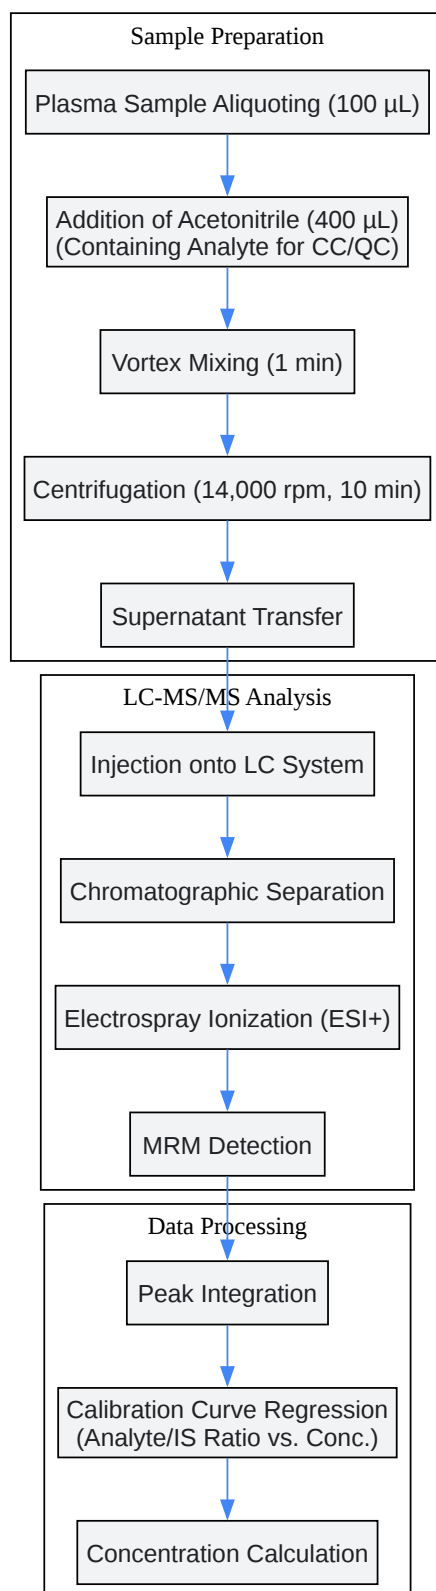 Sample Preparation
Plasma Sample Aliquoting (100 µL)
Addition of Acetonitrile (400 µL)
(Containing Analyte for CC/QC)
Vortex Mixing (1 min)
Centrifugation (14,000 rpm, 10 min)
Supernatant Transfer
LC-MS/MS Analysis
Injection onto LC System
Chromatographic Separation
Electrospray Ionization (ESI+)
MRM Detection
Data Processing
Peak Integration
Calibration Curve Regression
(Analyte/IS Ratio vs. Conc.)
Concentration Calculation